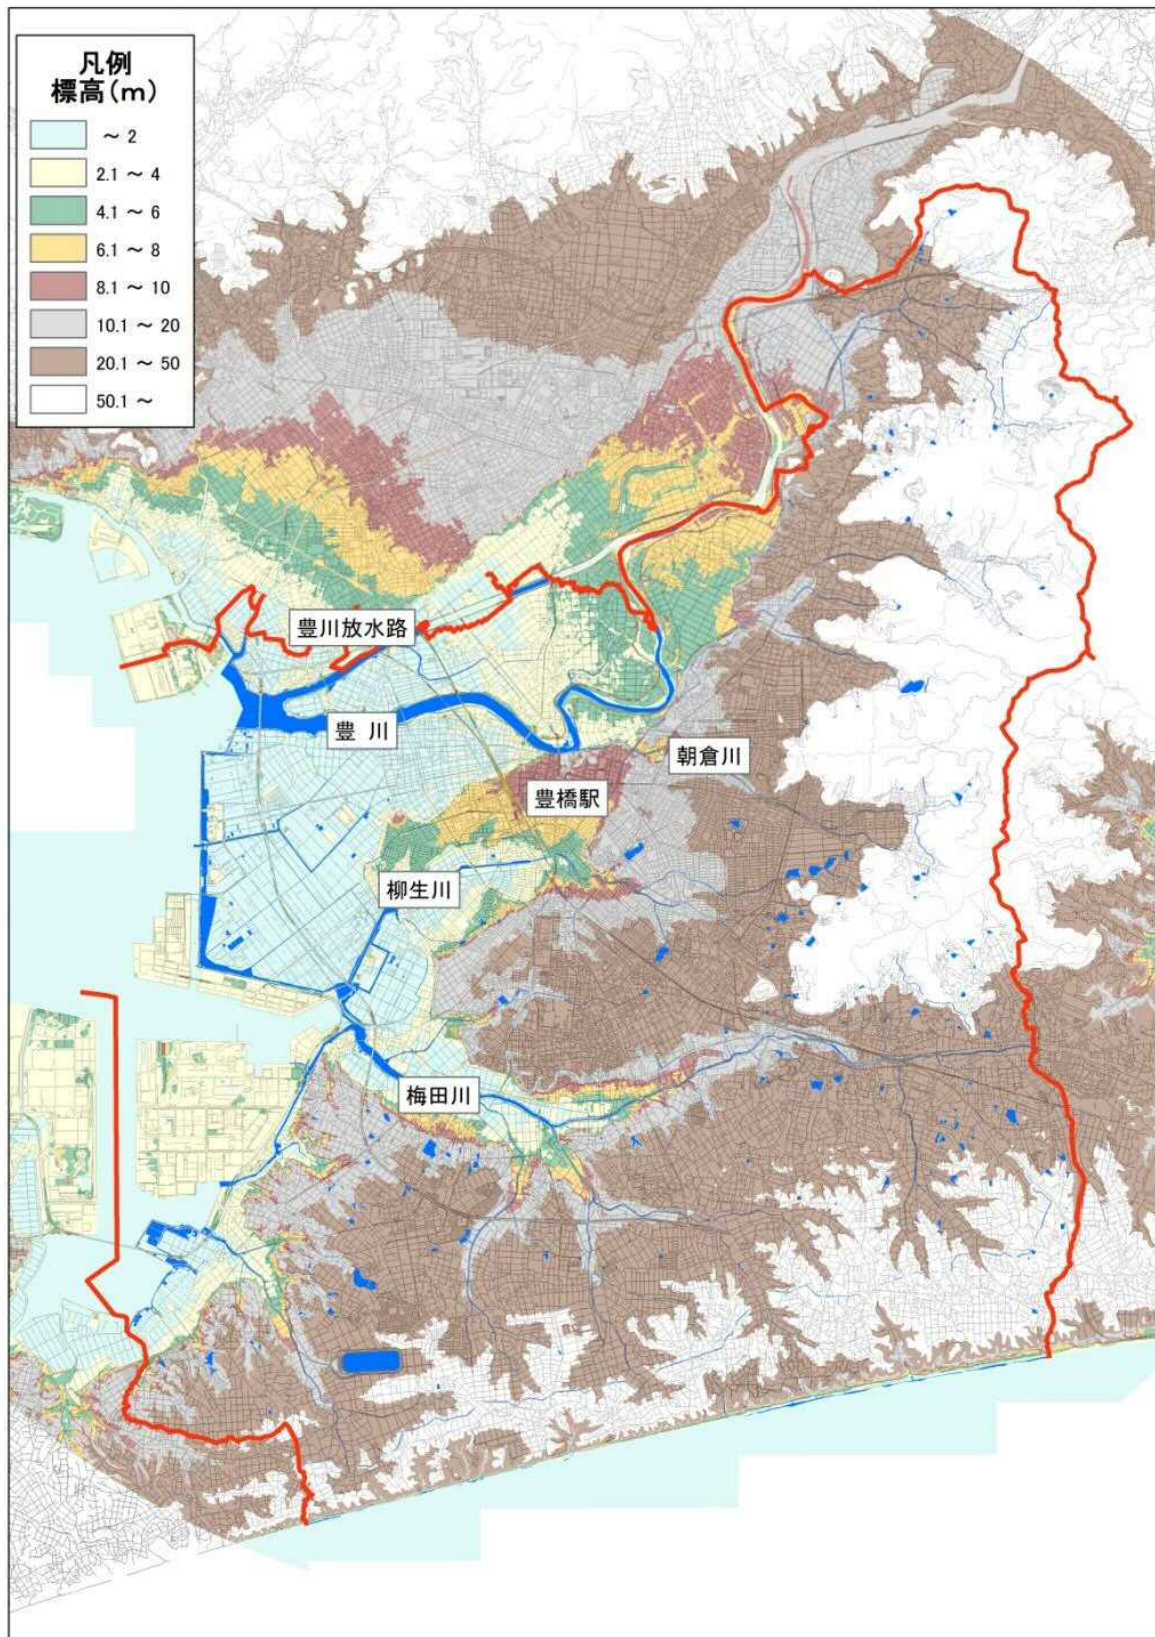 凡例
標高(m)
～ 2
2.1 ～ 4
4.1 ～ 6
6.1 ～ 8
8.1 ～ 10
10.1 ～ 20
20.1 ～ 50
50.1 ～
豊川放水路
豊 川
朝倉川
豊橋駅
柳生川
梅田川